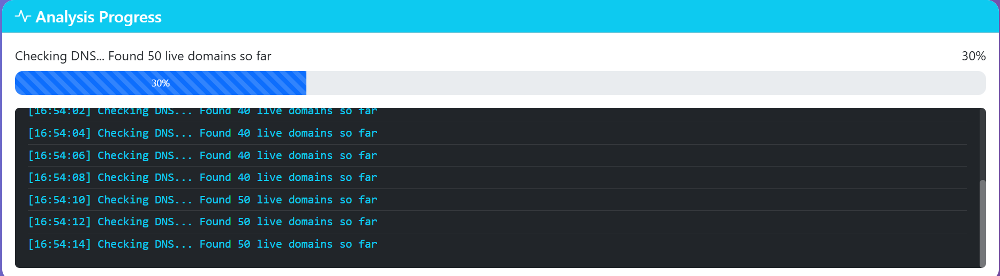 Analysis Progress
Checking DNS... Found 50 live domains so far
30%
30%
[16:54:02] Checking DNS... Found 40 live domains so far
[16:54:04] Checking DNS... Found 40 live domains so far
[16:54:06] Checking DNS... Found 40 live domains so far
[16:54:08] Checking DNS... Found 40 live domains so far
[16:54:10] Checking DNS... Found 50 live domains so far
[16:54:12] Checking DNS... Found 50 live domains so far
[16:54:14] Checking DNS... Found 50 live domains so far